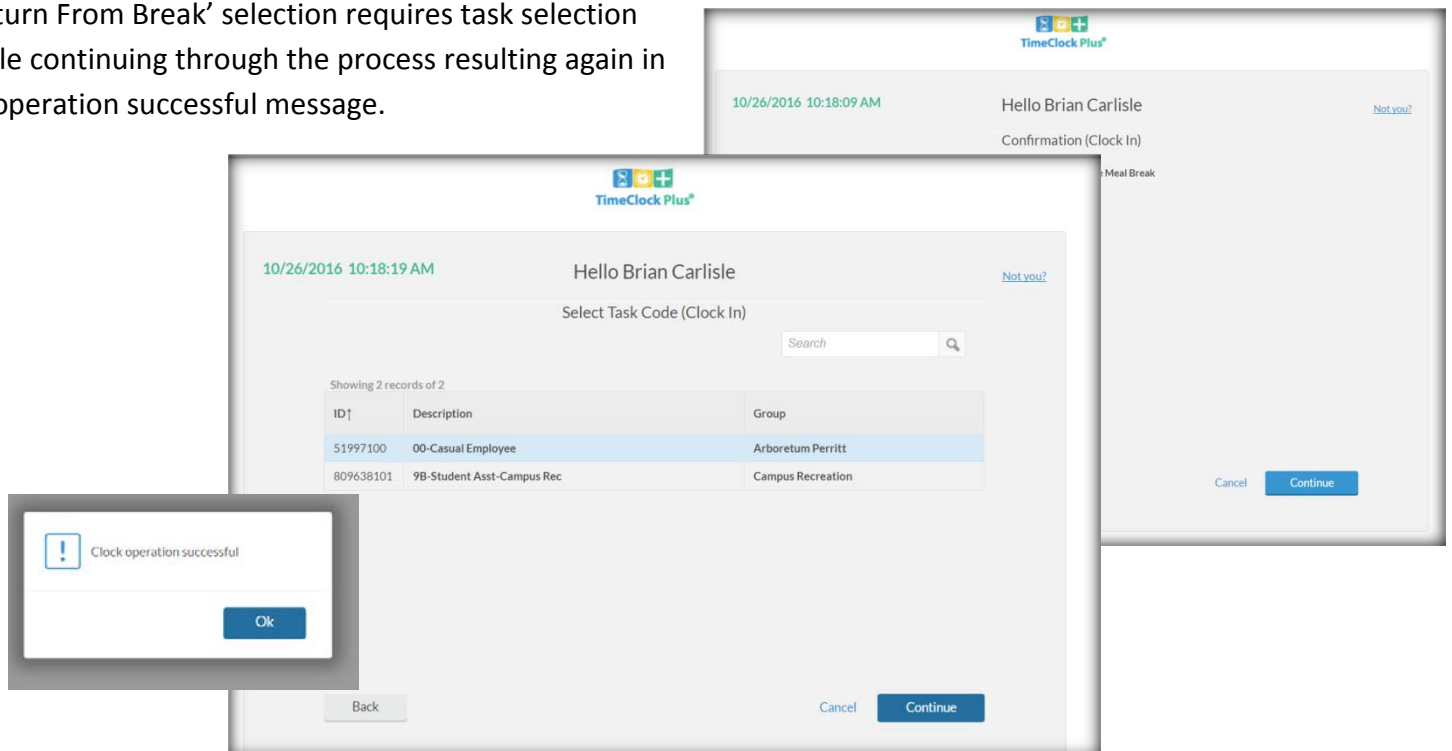 turn From Break’ selection requires task selection
le continuing through the process resulting again in
operation successful message.
TimeClock Plus®
10/26/2016 10:18:09 AM
Hello Brian Carlisle
Not you?
Confirmation (Clock In)
Meal Break
Cancel
Continue
TimeClock Plus®
10/26/2016 10:18:19 AM
Hello Brian Carlisle
Not you?
Select Task Code (Clock In)
Search
Showing 2 records of 2
ID↑ Description Group
51997100 00-Casual Employee Arboretum Perritt
809638101 9B-Student Asst-Campus Rec Campus Recreation
Back
Cancel
Continue
Clock operation successful
Ok